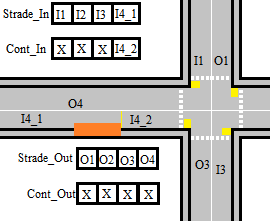 Strade_In I1 I2 I3 I4_1
Cont_In X X X I4_2
I1 O1
O4
I4_1 I4_2
Strade_Out O1 O2 O3 O4
O3 I3
Cont_Out X X X X